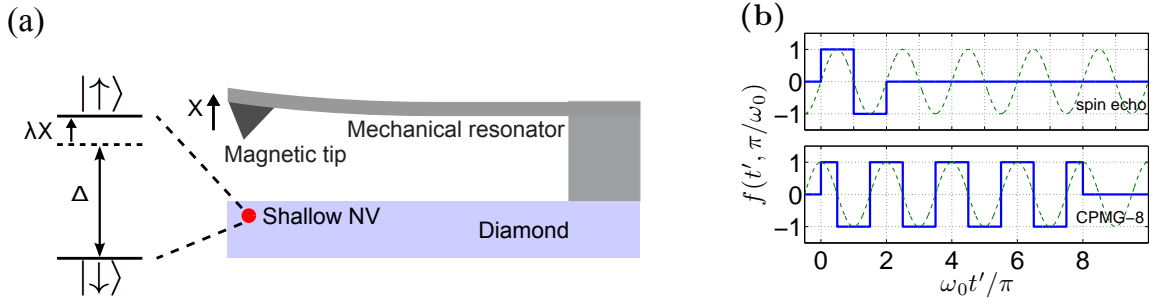 (a)
|↑⟩
λX
Δ
|↓⟩
X
Mechanical resonator
Magnetic tip
Shallow NV
Diamond
(b)
f(t′, π/ω₀)
1
0
−1
spin echo
1
0
−1
CPMG−8
0 2 4 6 8
ω₀t′/π